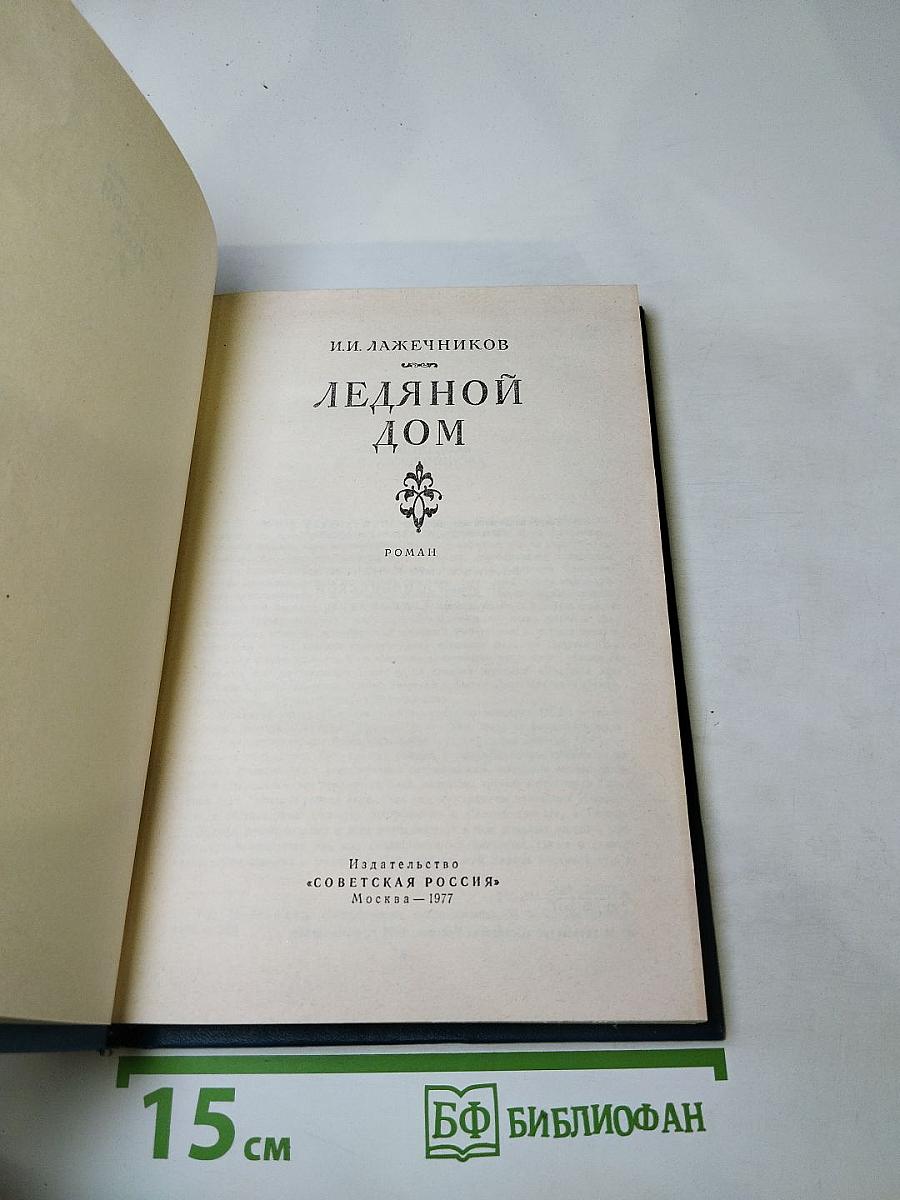 И.И. ЛАЖЕЧНИКОВ
ЛЕДЯНОЙ
ДОМ
РОМАН
Издательство
«СОВЕТСКАЯ РОССИЯ»
Москва — 1977
15 см
БФ БИБЛИОФАН